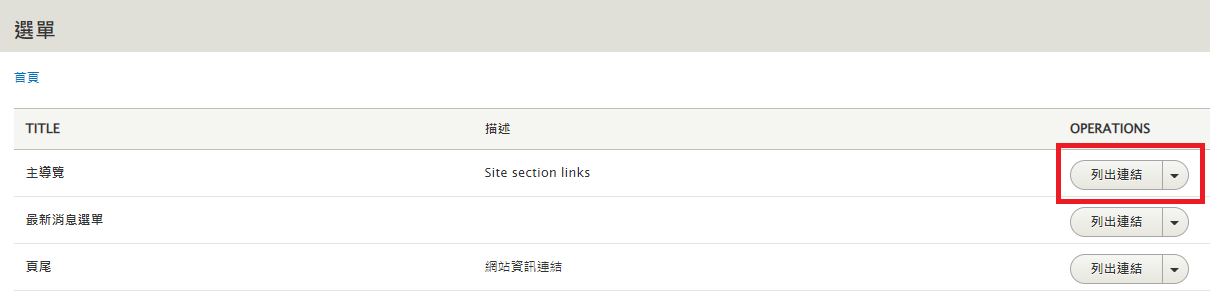 選單
首頁
TITLE 描述 OPERATIONS
主導覽 Site section links 列出連結
最新消息選單 列出連結
頁尾 網站資訊連結 列出連結